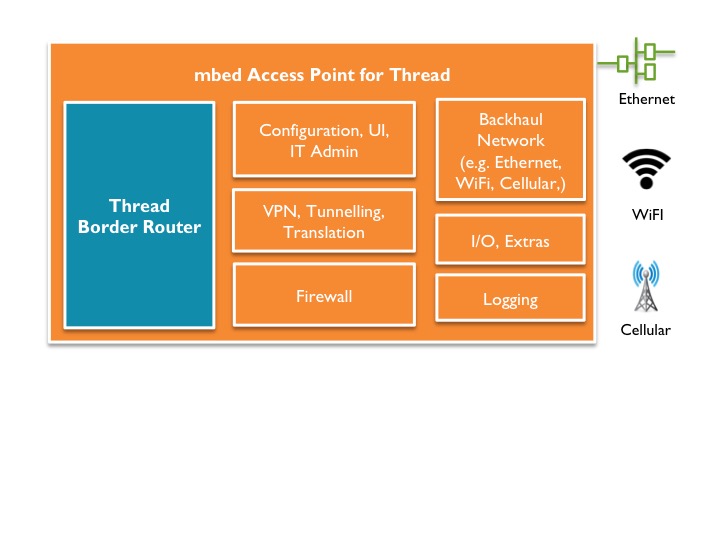 mbed Access Point for Thread
Thread
Border Router
Configuration, UI,
IT Admin
VPN, Tunnelling,
Translation
Firewall
Backhaul
Network
(e.g. Ethernet,
WiFi, Cellular,)
I/O, Extras
Logging
Ethernet
WiFI
Cellular